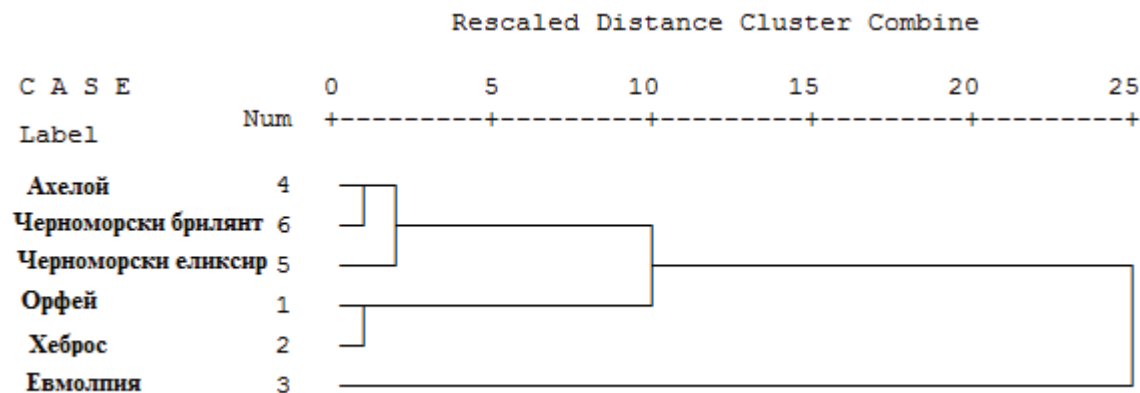 Rescaled Distance Cluster Combine
C A S E 0 5 10 15 20 25
Label Num +---------+---------+---------+---------+---------+
Ахелой 4
Черноморски брилянт 6
Черноморски еликсир 5
Орфей 1
Хеброс 2
Евмолпия 3